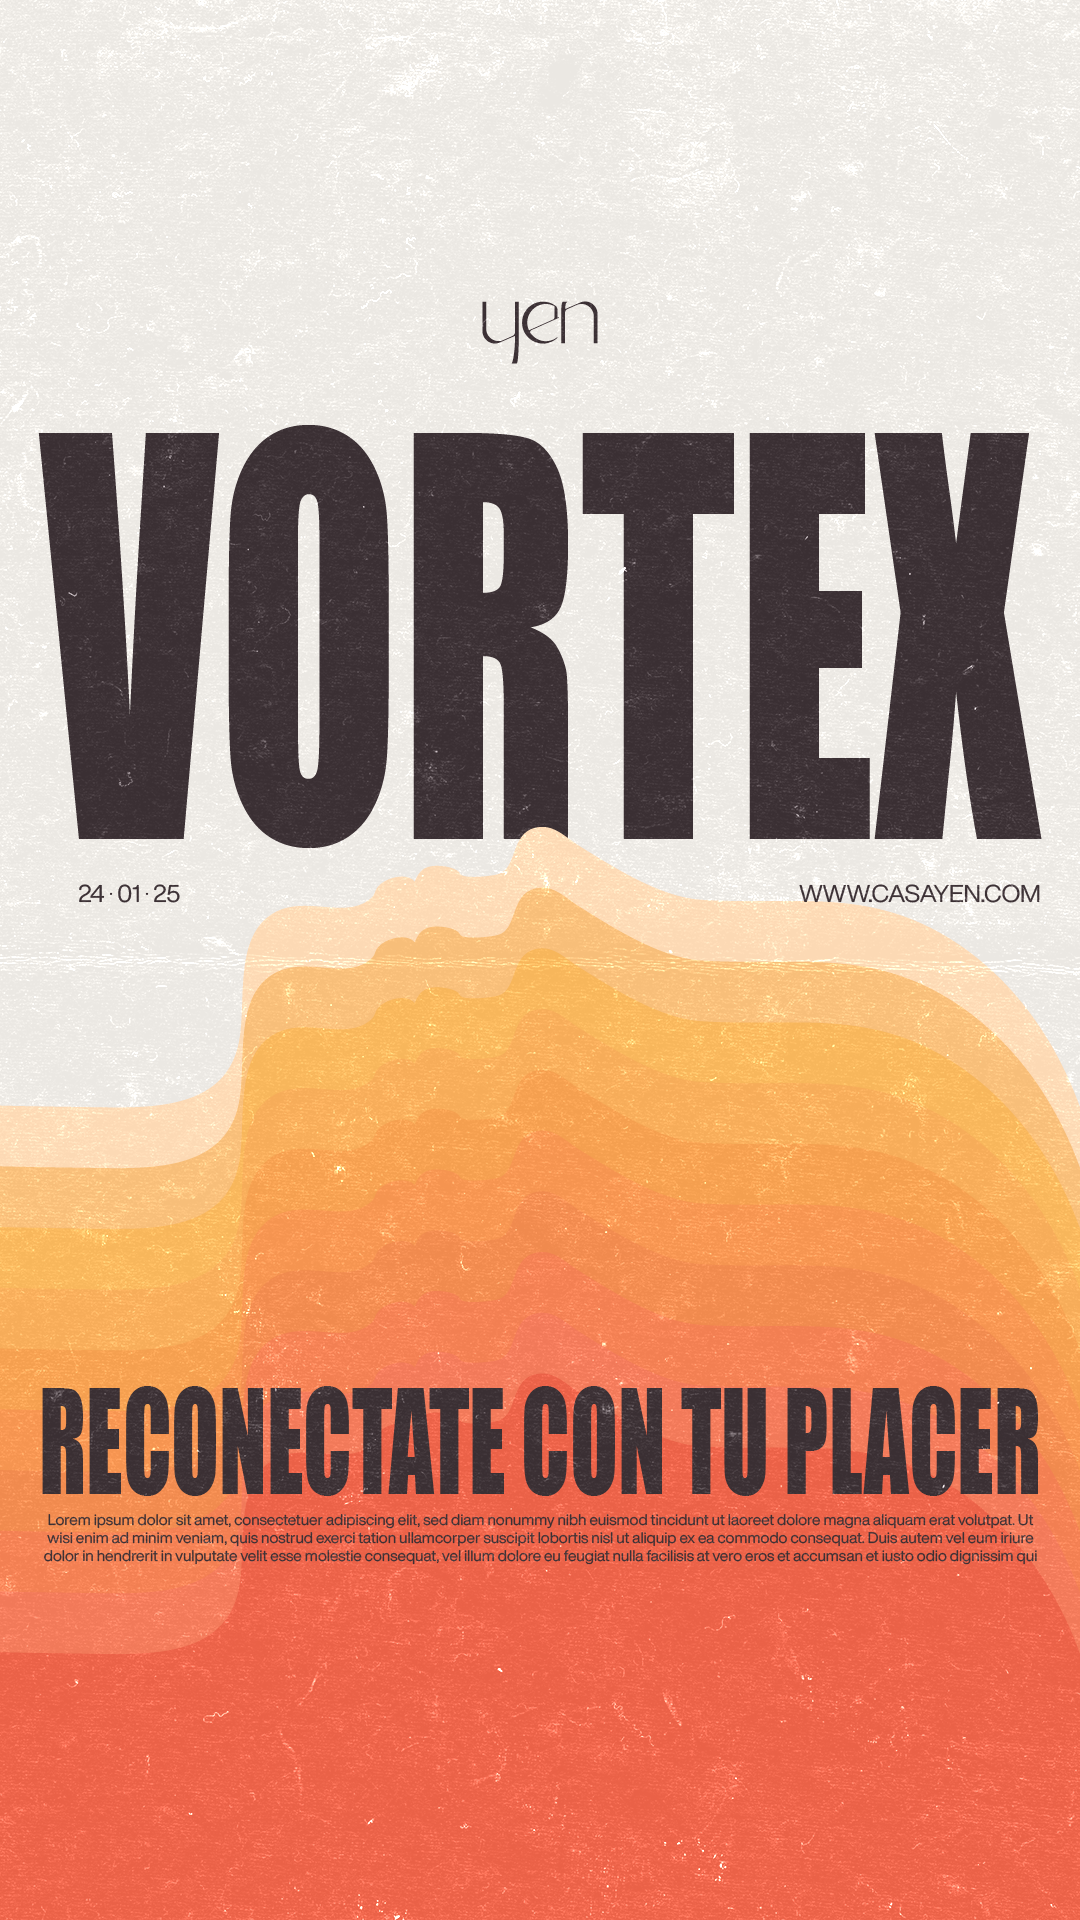 yen
VORTEX
24 · 01 · 25
WWW.CASAYEN.COM
RECONECTATE CON TU PLACER
Lorem ipsum dolor sit amet, consectetuer adipiscing elit, sed diam nonummy nibh euismod tincidunt ut laoreet dolore magna aliquam erat volutpat. Ut
wisi enim ad minim veniam, quis nostrud exerci tation ullamcorper suscipit lobortis nisl ut aliquip ex ea commodo consequat. Duis autem vel eum iriure
dolor in hendrerit in vulputate velit esse molestie consequat, vel illum dolore eu feugiat nulla facilisis at vero eros et accumsan et iusto odio dignissim qui